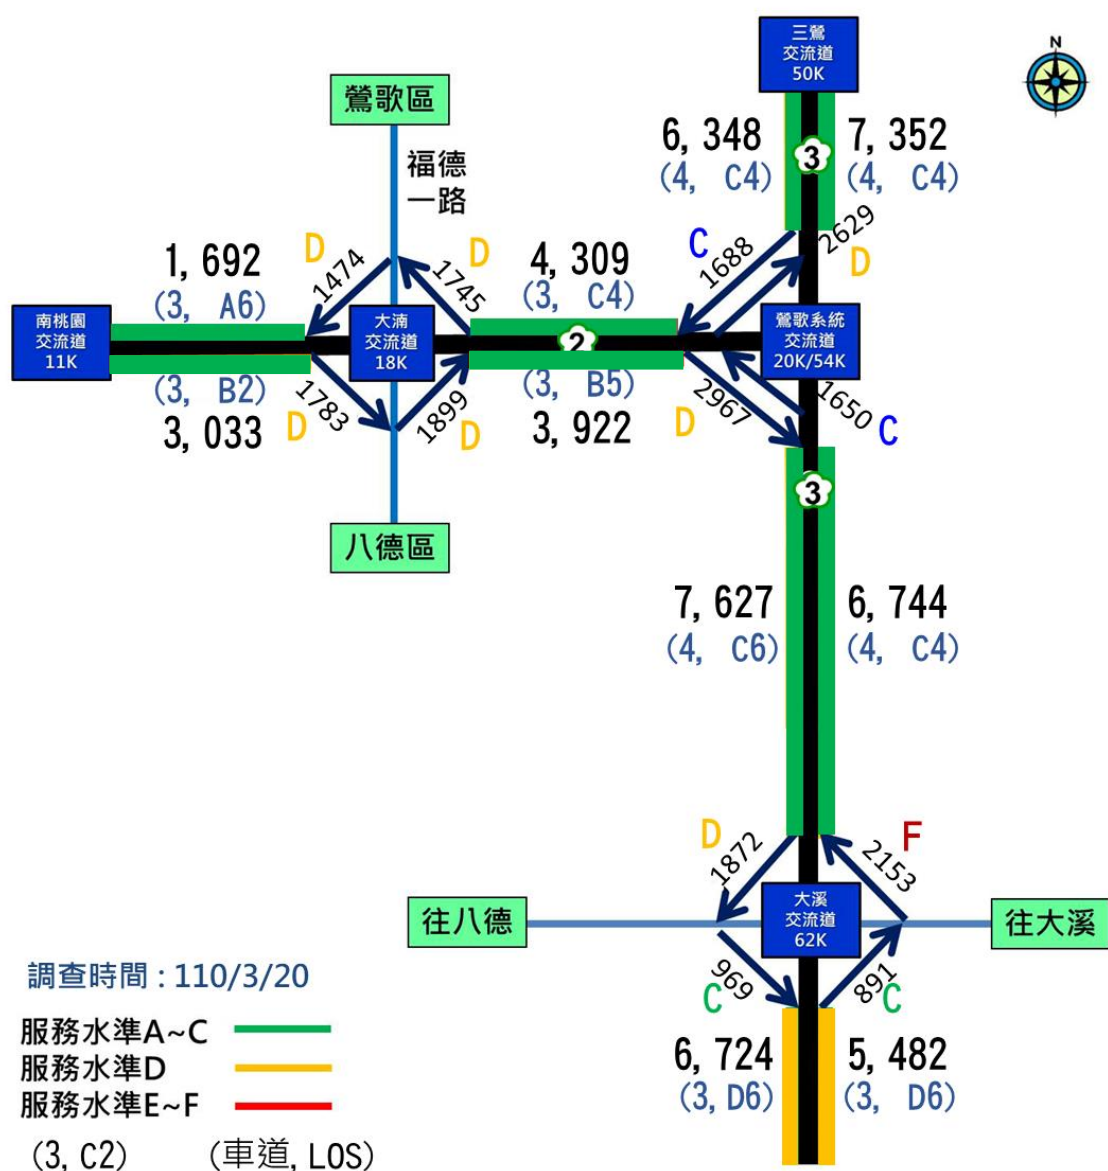 三鶯
交流道
50K
N
鶯歌區
福德
一路
6, 348
(4, C4)
3
7, 352
(4, C4)
D
1474
1745
D
1, 692
(3, A6)
4, 309
(3, C4)
C
1688
2629
D
南桃園
交流道
11K
大湳
交流道
18K
2
鶯歌系統
交流道
20K/54K
(3, B2)
3, 033
D
1783
1899
D
(3, B5)
3, 922
2967
D
1650
C
3
八德區
7, 627
(4, C6)
6, 744
(4, C4)
D
1872
2153
F
往八德
大溪
交流道
62K
往大溪
969
C
891
C
6, 724
(3, D6)
5, 482
(3, D6)
調查時間 : 110/3/20
服務水準A~C
服務水準D
服務水準E~F
(3, C2) (車道, LOS)